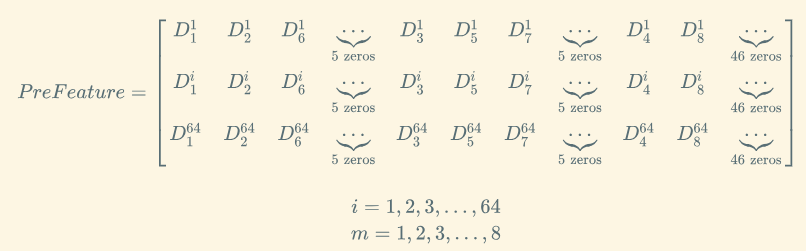 PreFeature = [ D_1^1 D_2^1 D_6^1 ⋯ (5 zeros) D_3^1 D_5^1 D_7^1 ⋯ (5 zeros) D_4^1 D_8^1 ⋯ (46 zeros)
D_1^i D_2^i D_6^i ⋯ (5 zeros) D_3^i D_5^i D_7^i ⋯ (5 zeros) D_4^i D_8^i ⋯ (46 zeros)
D_1^64 D_2^64 D_6^64 ⋯ (5 zeros) D_3^64 D_5^64 D_7^64 ⋯ (5 zeros) D_4^64 D_8^64 ⋯ (46 zeros) ]
i = 1, 2, 3, …, 64
m = 1, 2, 3, …, 8